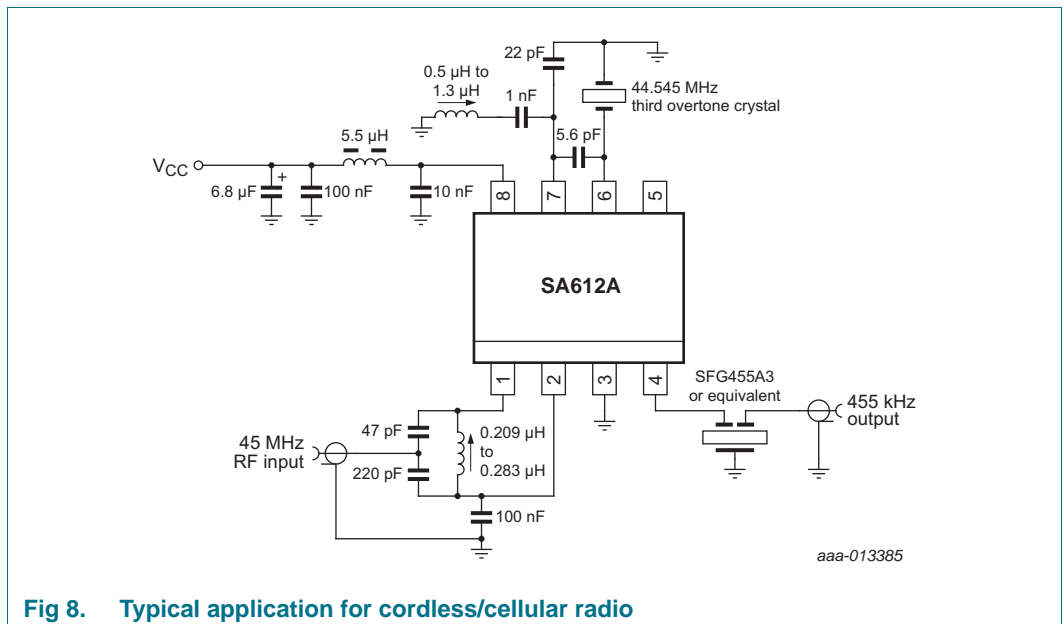 22 pF
0.5 μH to
1.3 μH
1 nF
44.545 MHz
third overtone crystal
5.6 pF
5.5 μH
VCC
6.8 μF
+
100 nF
10 nF
8
7
6
5
SA612A
1
2
3
4
SFG455A3
or equivalent
455 kHz
output
47 pF
0.209 μH
to
0.283 μH
45 MHz
RF input
220 pF
100 nF
aaa-013385
Fig 8. Typical application for cordless/cellular radio